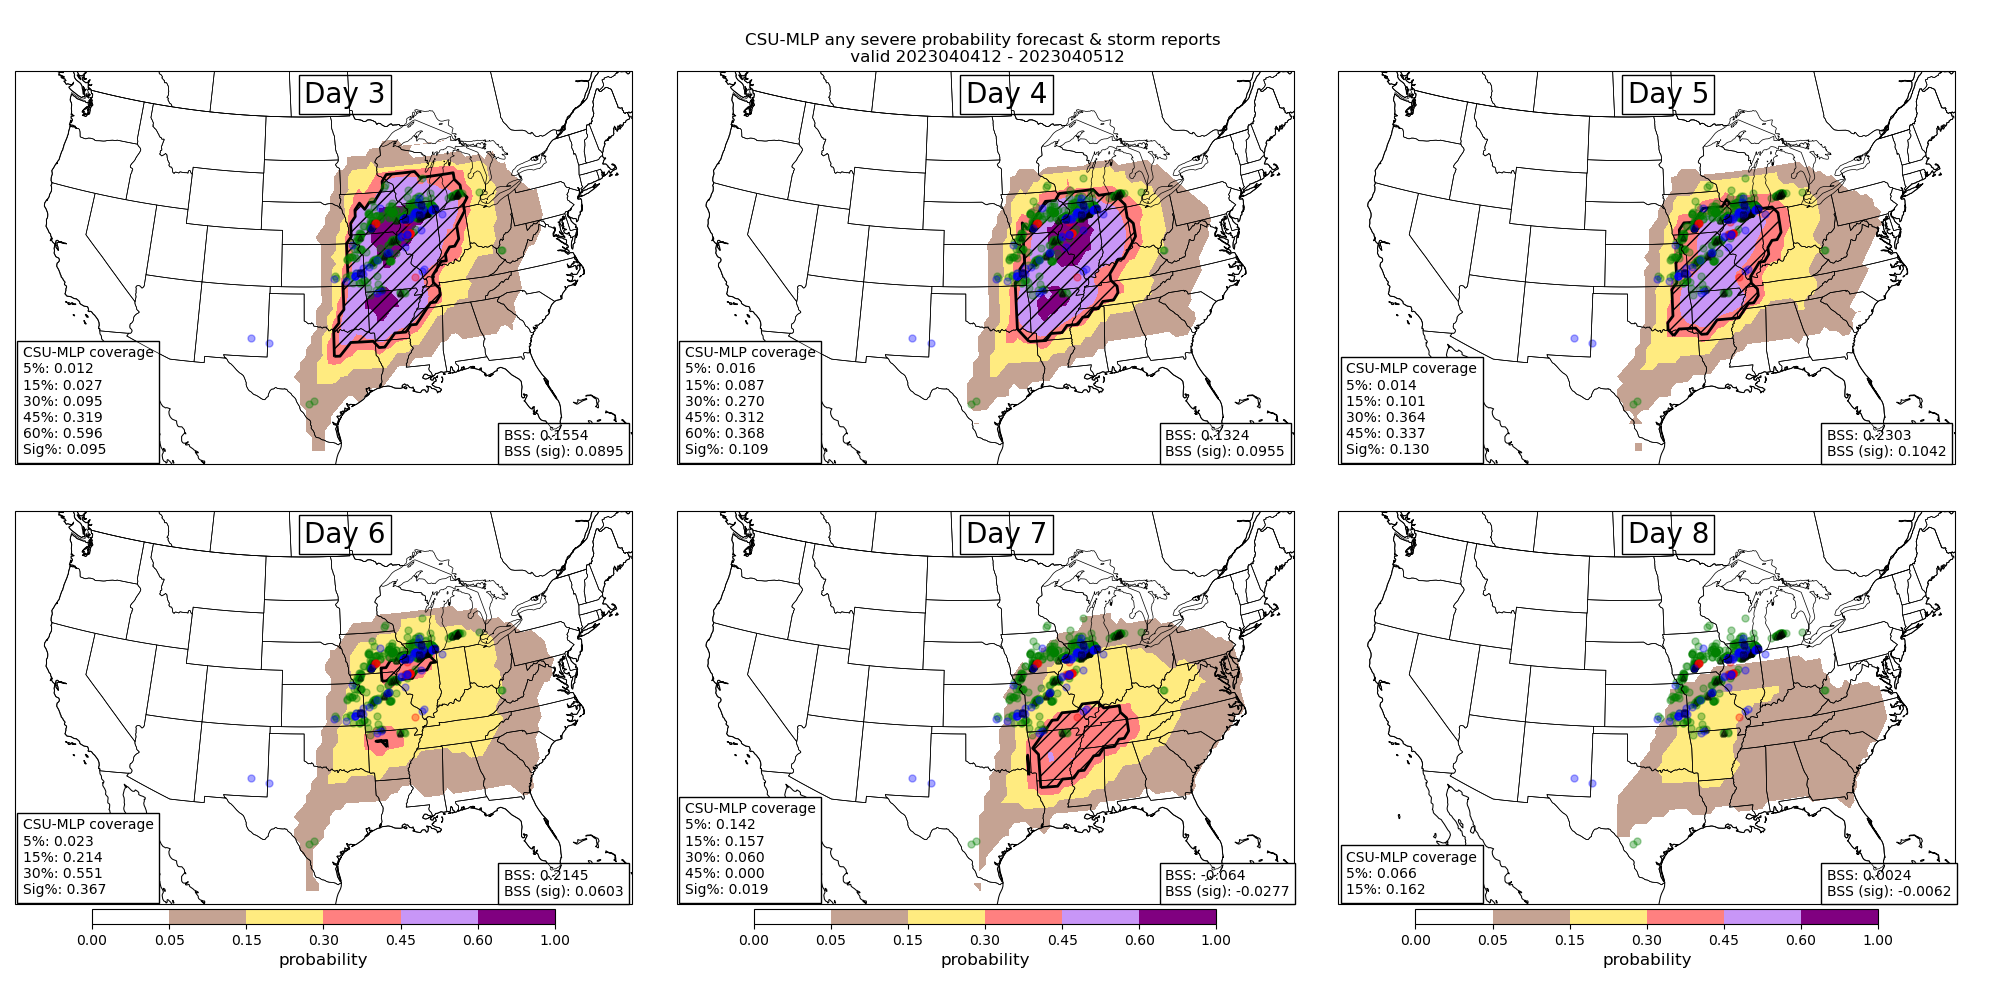 CSU-MLP any severe probability forecast & storm reports
valid 2023040412 - 2023040512
Day 3
CSU-MLP coverage
5%: 0.012
15%: 0.027
30%: 0.095
45%: 0.319
60%: 0.596
Sig%: 0.095
BSS: 0.1554
BSS (sig): 0.0895
Day 4
CSU-MLP coverage
5%: 0.016
15%: 0.087
30%: 0.270
45%: 0.312
60%: 0.368
Sig%: 0.109
BSS: 0.1324
BSS (sig): 0.0955
Day 5
CSU-MLP coverage
5%: 0.014
15%: 0.101
30%: 0.364
45%: 0.337
Sig%: 0.130
BSS: 0.2303
BSS (sig): 0.1042
Day 6
CSU-MLP coverage
5%: 0.023
15%: 0.214
30%: 0.551
Sig%: 0.367
BSS: 0.2145
BSS (sig): 0.0603
0.00 0.05 0.15 0.30 0.45 0.60 1.00
probability
Day 7
CSU-MLP coverage
5%: 0.142
15%: 0.157
30%: 0.060
45%: 0.000
Sig%: 0.019
BSS: -0.064
BSS (sig): -0.0277
0.00 0.05 0.15 0.30 0.45 0.60 1.00
probability
Day 8
CSU-MLP coverage
5%: 0.066
15%: 0.162
BSS: 0.0024
BSS (sig): -0.0062
0.00 0.05 0.15 0.30 0.45 0.60 1.00
probability